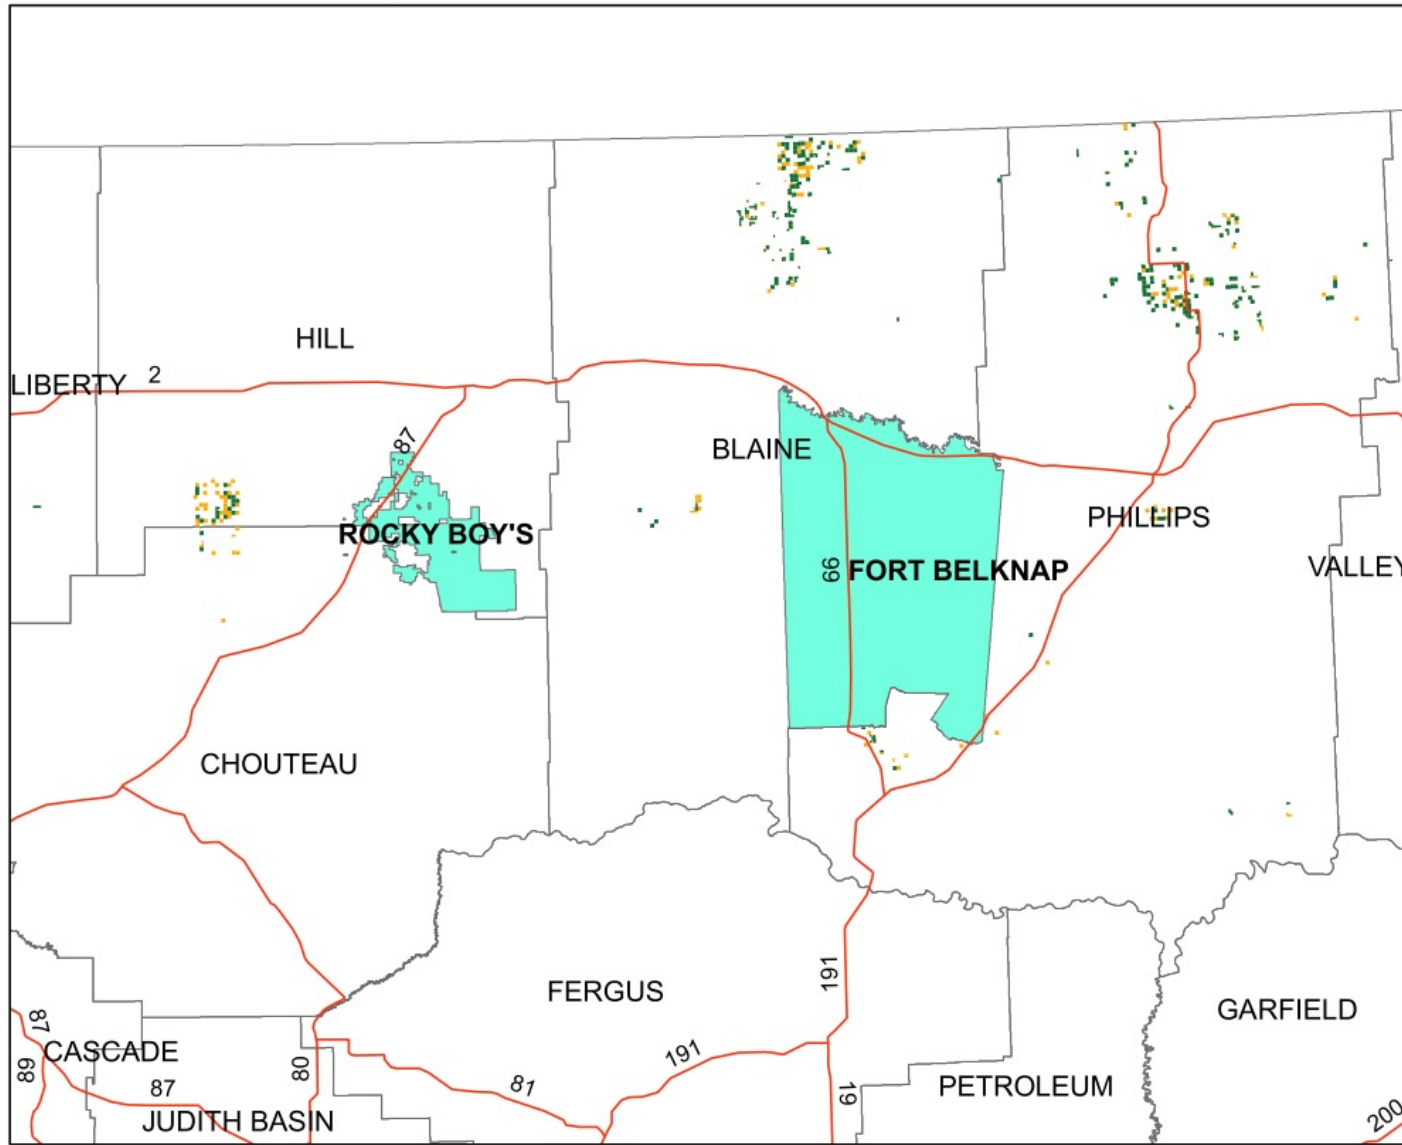 HILL
LIBERTY
2
87
BLAINE
PHILLIPS
ROCKY BOY'S
66
FORT BELKNAP
VALLEY
CHOUTEAU
191
FERGUS
GARFIELD
87
CASCADE
89
87
80
81
191
19
PETROLEUM
JUDITH BASIN
200